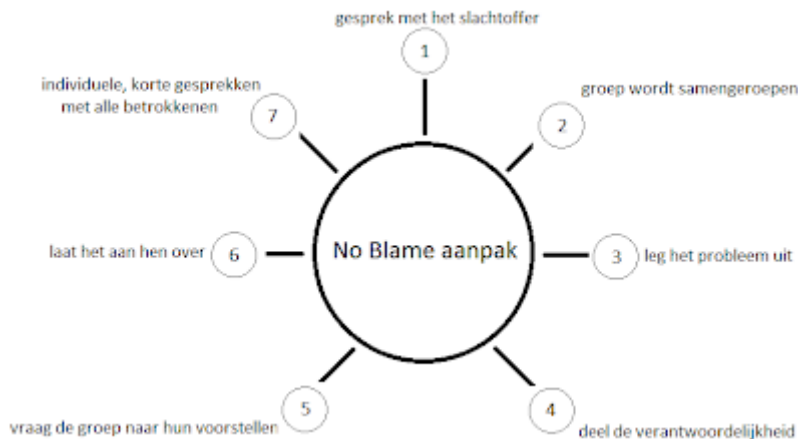 gesprek met het slachtoffer
1
groep wordt samengeroepen
2
3
leg het probleem uit
4
deel de verantwoordelijkheid
5
vraag de groep naar hun voorstellen
6
laat het aan hen over
7
individuele, korte gesprekken
met alle betrokkenen
No Blame aanpak